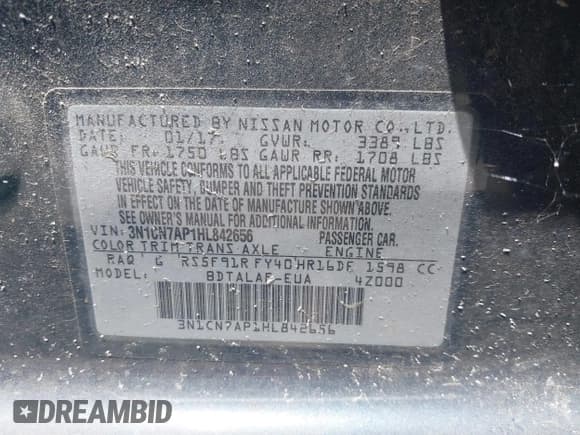 MANUFACTURED BY NISSAN MOTOR CO., LTD.
DATE: 01/17 GVWR: 3389 LBS
GAWR FR: 1750 LBS GAWR RR: 1708 LBS
THIS VEHICLE CONFORMS TO ALL APPLICABLE FEDERAL MOTOR
VEHICLE SAFETY, BUMPER AND THEFT PREVENTION STANDARDS
IN EFFECT ON THE DATE OF MANUFACTURE SHOWN ABOVE.
SEE OWNER'S MANUAL FOR ADDITIONAL INFORMATION.
VIN: 3N1CN7AP1HL842656 PASSENGER CAR.
COLOR TRIM TRANS AXLE ENGINE
RAQ G RS5F91R FY40 HR16DE 1598 CC
MODEL: BDTALAF-EUA 4Z000
3N1CN7AP1HL842656
DREAMBID